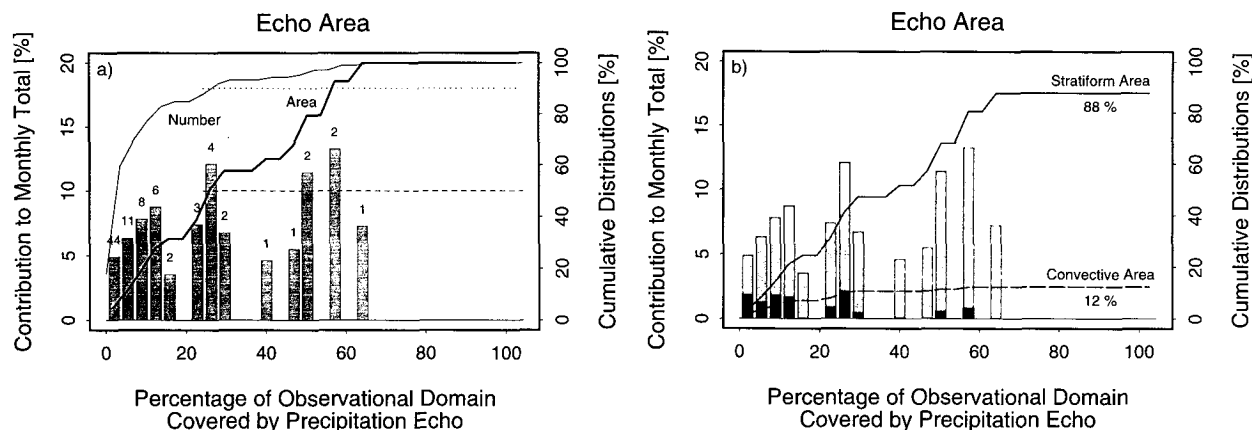 Echo Area
a)
Contribution to Monthly Total [%]
20
15
10
5
0
Number
Area
44
11
8
6
2
3
4
2
1
1
2
2
1
100
80
60
40
20
0
Cumulative Distributions [%]
0 20 40 60 80 100
Percentage of Observational Domain
Covered by Precipitation Echo
Echo Area
b)
Contribution to Monthly Total [%]
20
15
10
5
0
Stratiform Area
88 %
Convective Area
12 %
100
80
60
40
20
0
Cumulative Distributions [%]
0 20 40 60 80 100
Percentage of Observational Domain
Covered by Precipitation Echo